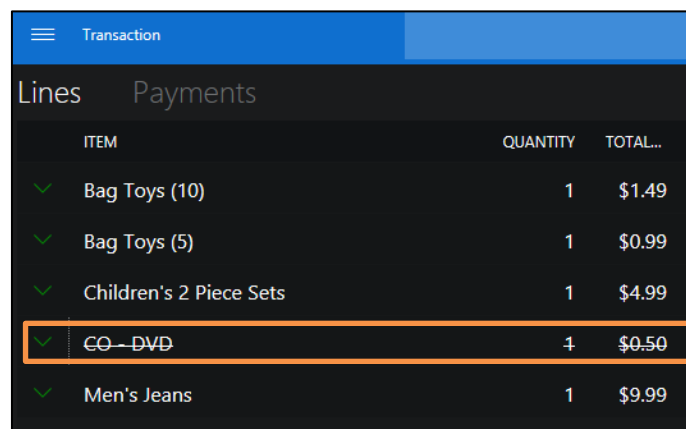 Transaction
Lines Payments
ITEM QUANTITY TOTAL...
Bag Toys (10) 1 $1.49
Bag Toys (5) 1 $0.99
Children's 2 Piece Sets 1 $4.99
CO - DVD 1 $0.50
Men's Jeans 1 $9.99